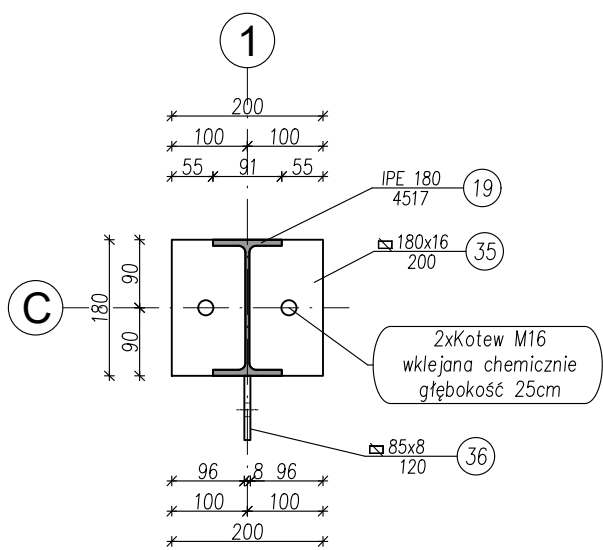 1
200
100 100
55 91 55
IPE 180
4517
19
180x16
200
35
C
180
90
90
2xKotew M16
wklejana chemicznie
głębokość 25cm
85x8
120
36
96 8 96
100 100
200